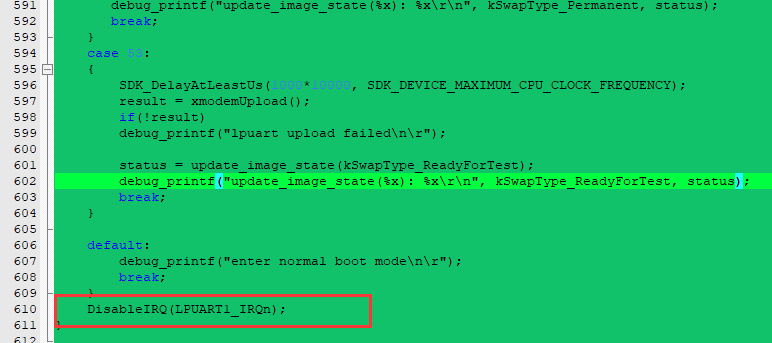 591 debug_printf("update_image_state(%x): %x\r\n", kSwapType_Permanent, status);
592 break;
593 }
594 case 53:
595 {
596 SDK_DelayAtLeastUs(1000*10000, SDK_DEVICE_MAXIMUM_CPU_CLOCK_FREQUENCY);
597 result = xmodemUpload();
598 if(!result)
599 debug_printf("lpuart upload failed\n\r");
600
601 status = update_image_state(kSwapType_ReadyForTest);
602 debug_printf("update_image_state(%x): %x\r\n", kSwapType_ReadyForTest, status);
603 break;
604 }
605
606 default:
607 debug_printf("enter normal boot mode\n\r");
608 break;
609 }
610 DisableIRQ(LPUART1_IRQn);
611 }
612